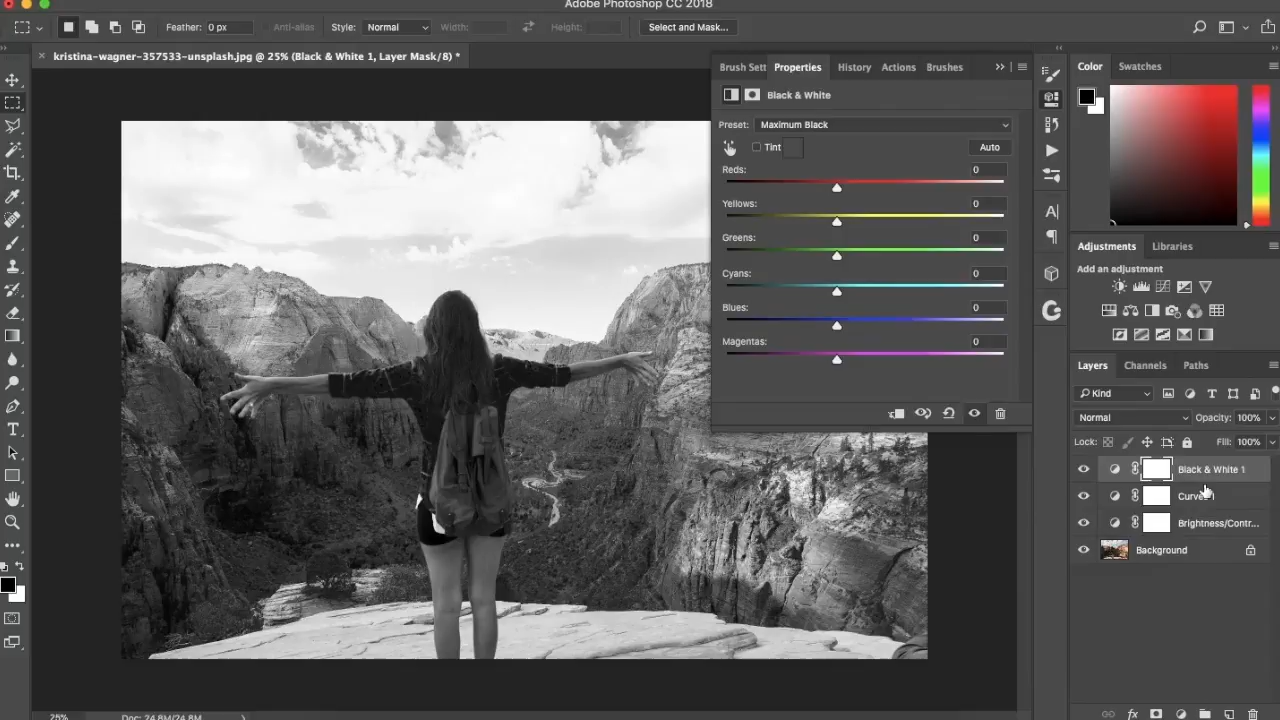 Adobe Photoshop CC 2018
Feather: 0 px
Anti-alias
Style: Normal
Width:
Height:
Select and Mask...
kristina-wagner-357533-unsplash.jpg @ 25% (Black & White 1, Layer Mask/8) *
Brush Sett
Properties
History
Actions
Brushes
Black & White
Preset: Maximum Black
Tint
Auto
Reds: 0
Yellows: 0
Greens: 0
Cyans: 0
Blues: 0
Magentas: 0
Color
Swatches
Adjustments
Libraries
Add an adjustment
Layers
Channels
Paths
Kind
Normal
Opacity: 100%
Lock:
Fill: 100%
Black & White 1
Curves 1
Brightness/Contr...
Background
25%
Doc: 24.8M/24.8M